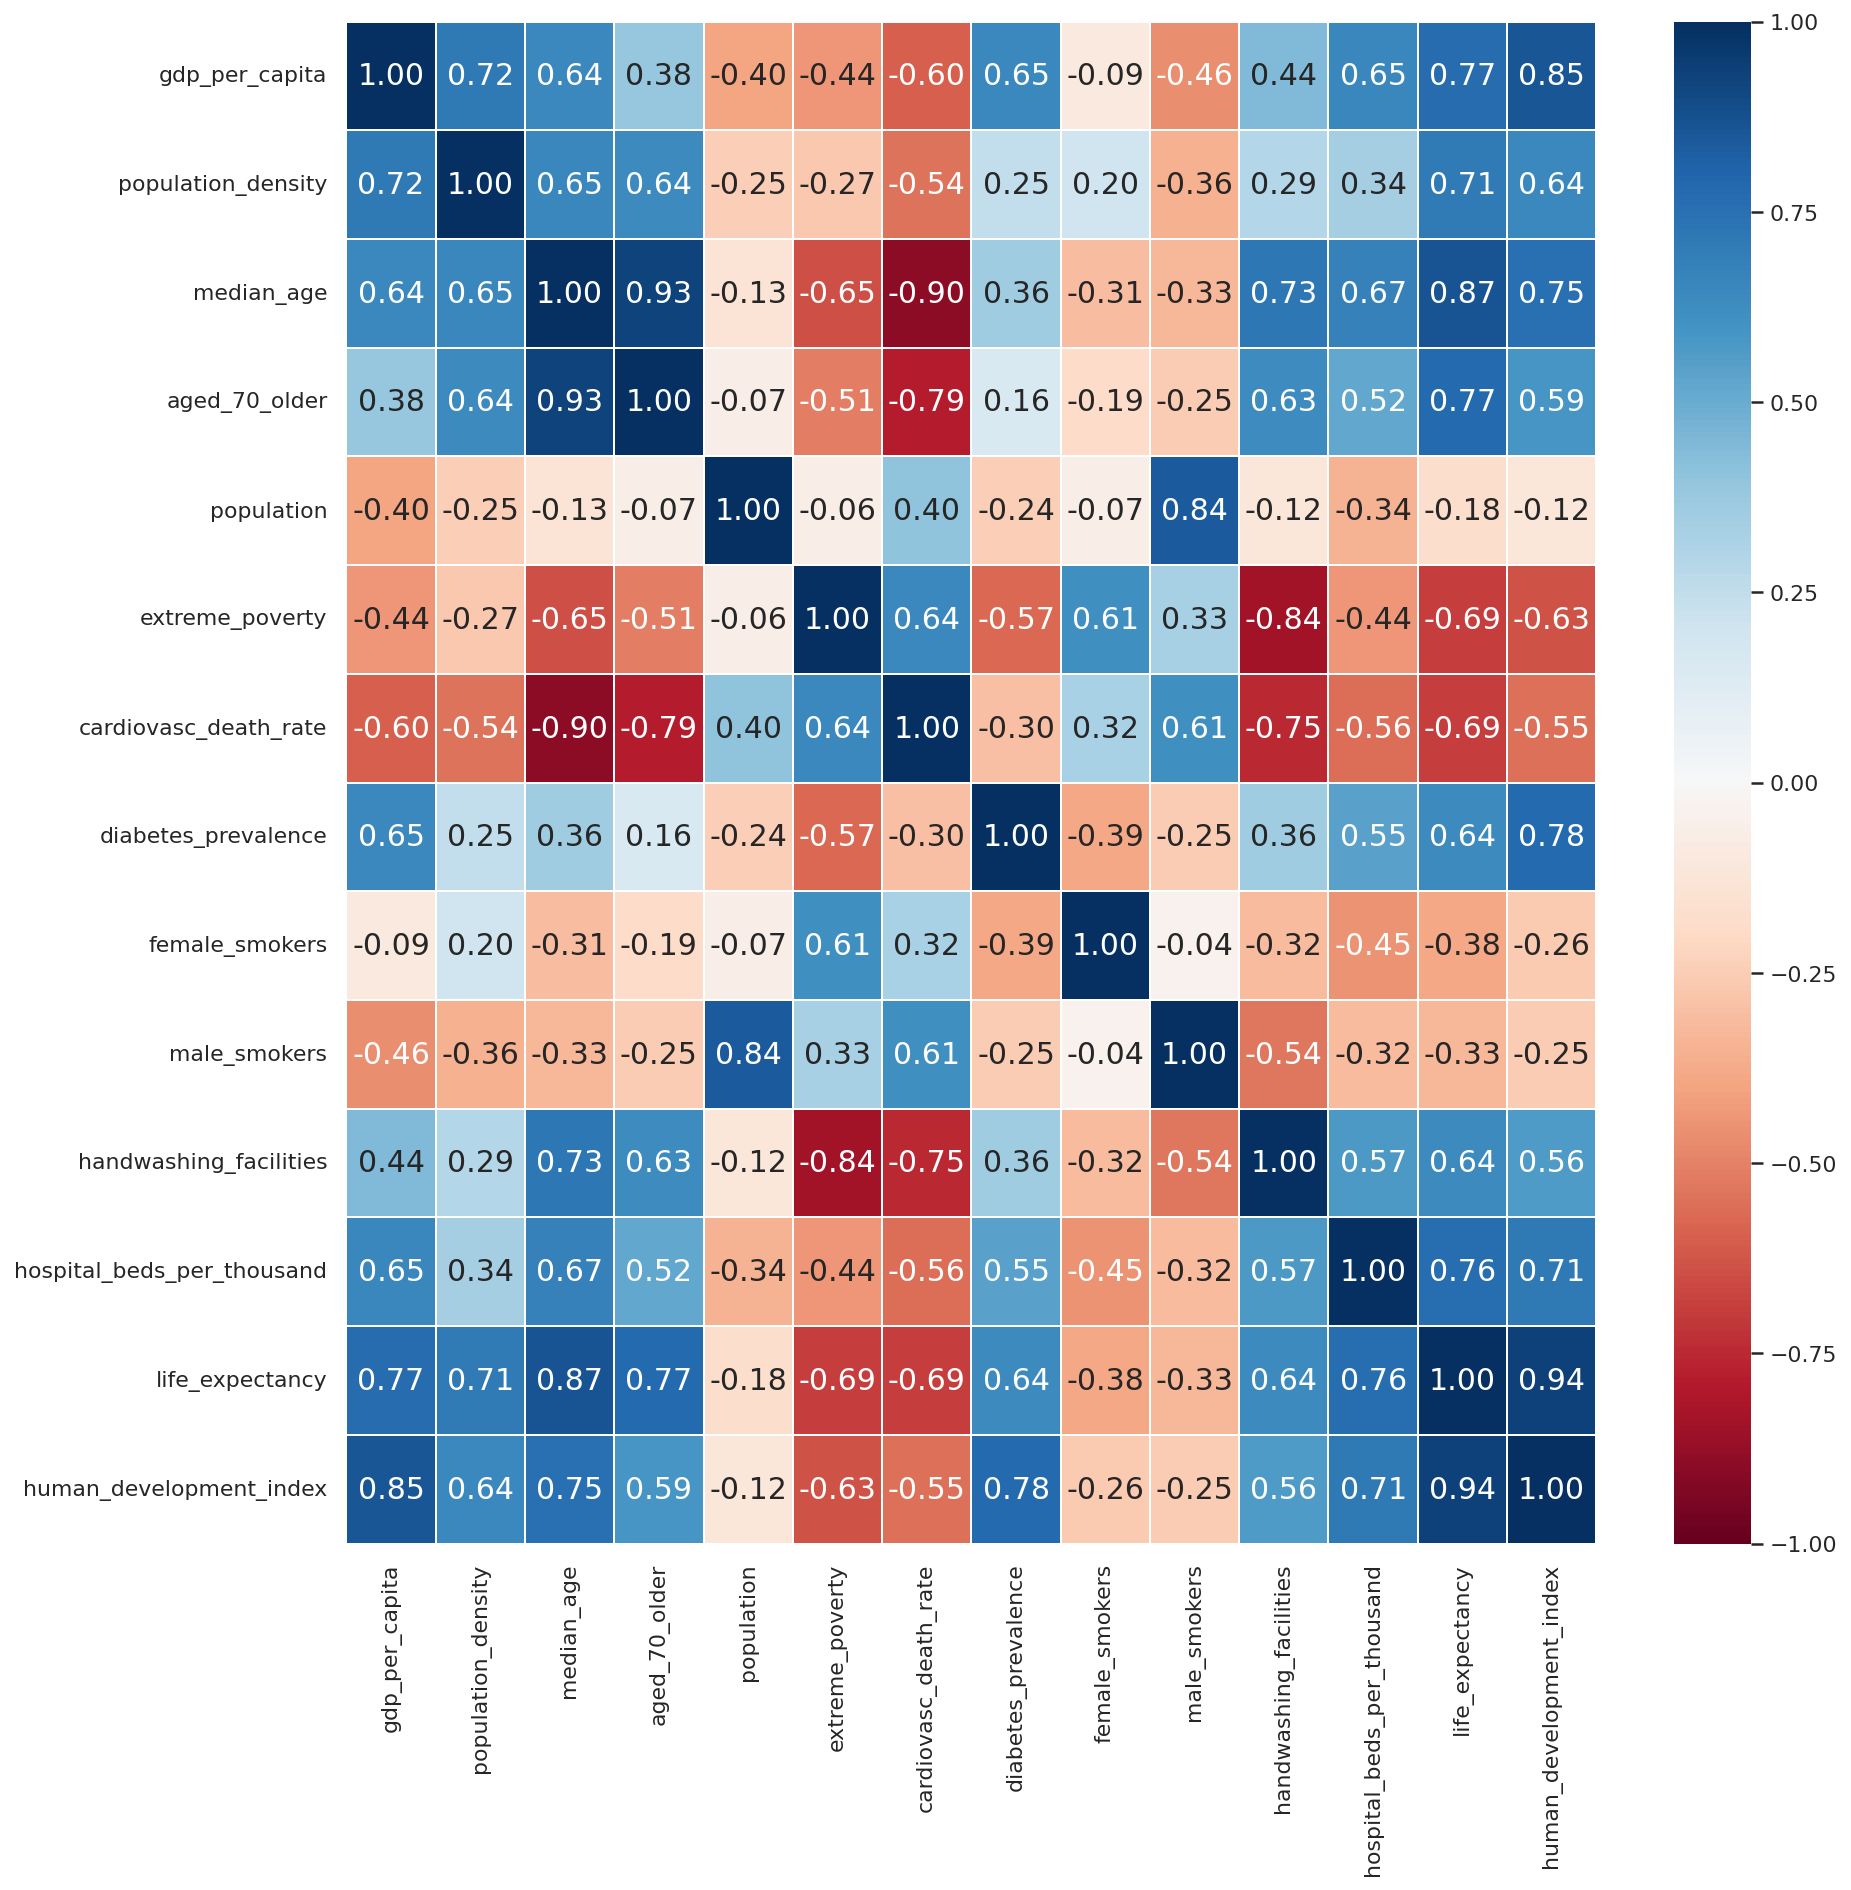 gdp_per_capita 1.00 0.72 0.64 0.38 -0.40 -0.44 -0.60 0.65 -0.09 -0.46 0.44 0.65 0.77 0.85
population_density 0.72 1.00 0.65 0.64 -0.25 -0.27 -0.54 0.25 0.20 -0.36 0.29 0.34 0.71 0.64
median_age 0.64 0.65 1.00 0.93 -0.13 -0.65 -0.90 0.36 -0.31 -0.33 0.73 0.67 0.87 0.75
aged_70_older 0.38 0.64 0.93 1.00 -0.07 -0.51 -0.79 0.16 -0.19 -0.25 0.63 0.52 0.77 0.59
population -0.40 -0.25 -0.13 -0.07 1.00 -0.06 0.40 -0.24 -0.07 0.84 -0.12 -0.34 -0.18 -0.12
extreme_poverty -0.44 -0.27 -0.65 -0.51 -0.06 1.00 0.64 -0.57 0.61 0.33 -0.84 -0.44 -0.69 -0.63
cardiovasc_death_rate -0.60 -0.54 -0.90 -0.79 0.40 0.64 1.00 -0.30 0.32 0.61 -0.75 -0.56 -0.69 -0.55
diabetes_prevalence 0.65 0.25 0.36 0.16 -0.24 -0.57 -0.30 1.00 -0.39 -0.25 0.36 0.55 0.64 0.78
female_smokers -0.09 0.20 -0.31 -0.19 -0.07 0.61 0.32 -0.39 1.00 -0.04 -0.32 -0.45 -0.38 -0.26
male_smokers -0.46 -0.36 -0.33 -0.25 0.84 0.33 0.61 -0.25 -0.04 1.00 -0.54 -0.32 -0.33 -0.25
handwashing_facilities 0.44 0.29 0.73 0.63 -0.12 -0.84 -0.75 0.36 -0.32 -0.54 1.00 0.57 0.64 0.56
hospital_beds_per_thousand 0.65 0.34 0.67 0.52 -0.34 -0.44 -0.56 0.55 -0.45 -0.32 0.57 1.00 0.76 0.71
life_expectancy 0.77 0.71 0.87 0.77 -0.18 -0.69 -0.69 0.64 -0.38 -0.33 0.64 0.76 1.00 0.94
human_development_index 0.85 0.64 0.75 0.59 -0.12 -0.63 -0.55 0.78 -0.26 -0.25 0.56 0.71 0.94 1.00
gdp_per_capita
population_density
median_age
aged_70_older
population
extreme_poverty
cardiovasc_death_rate
diabetes_prevalence
female_smokers
male_smokers
handwashing_facilities
hospital_beds_per_thousand
life_expectancy
human_development_index
1.00
0.75
0.50
0.25
0.00
−0.25
−0.50
−0.75
−1.00